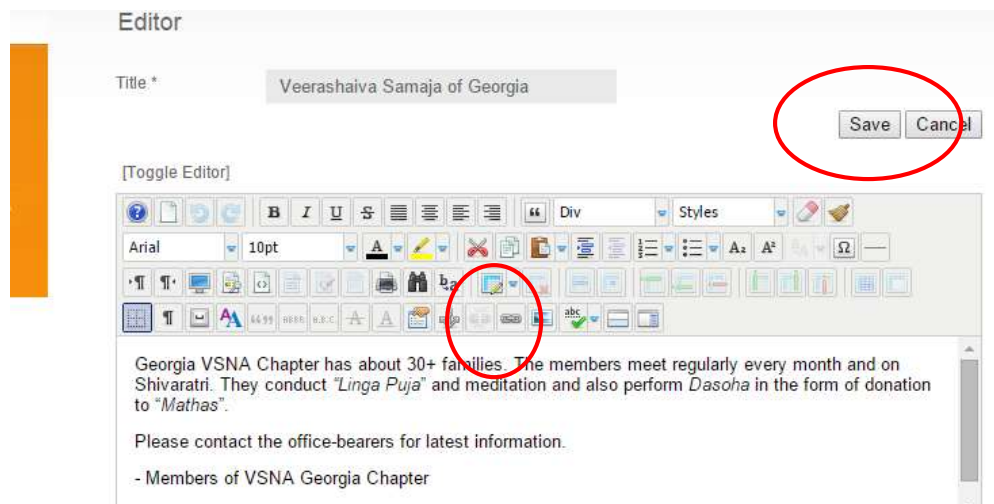 Editor
Title *
Veerashaiva Samaja of Georgia
Save Cancel
[Toggle Editor]
B I U S Div Styles
Arial 10pt A A₂ A² Ω
A A
abc
Georgia VSNA Chapter has about 30+ families. The members meet regularly every month and on
Shivaratri. They conduct “Linga Puja” and meditation and also perform Dasoha in the form of donation
to “Mathas”.
Please contact the office-bearers for latest information.
- Members of VSNA Georgia Chapter